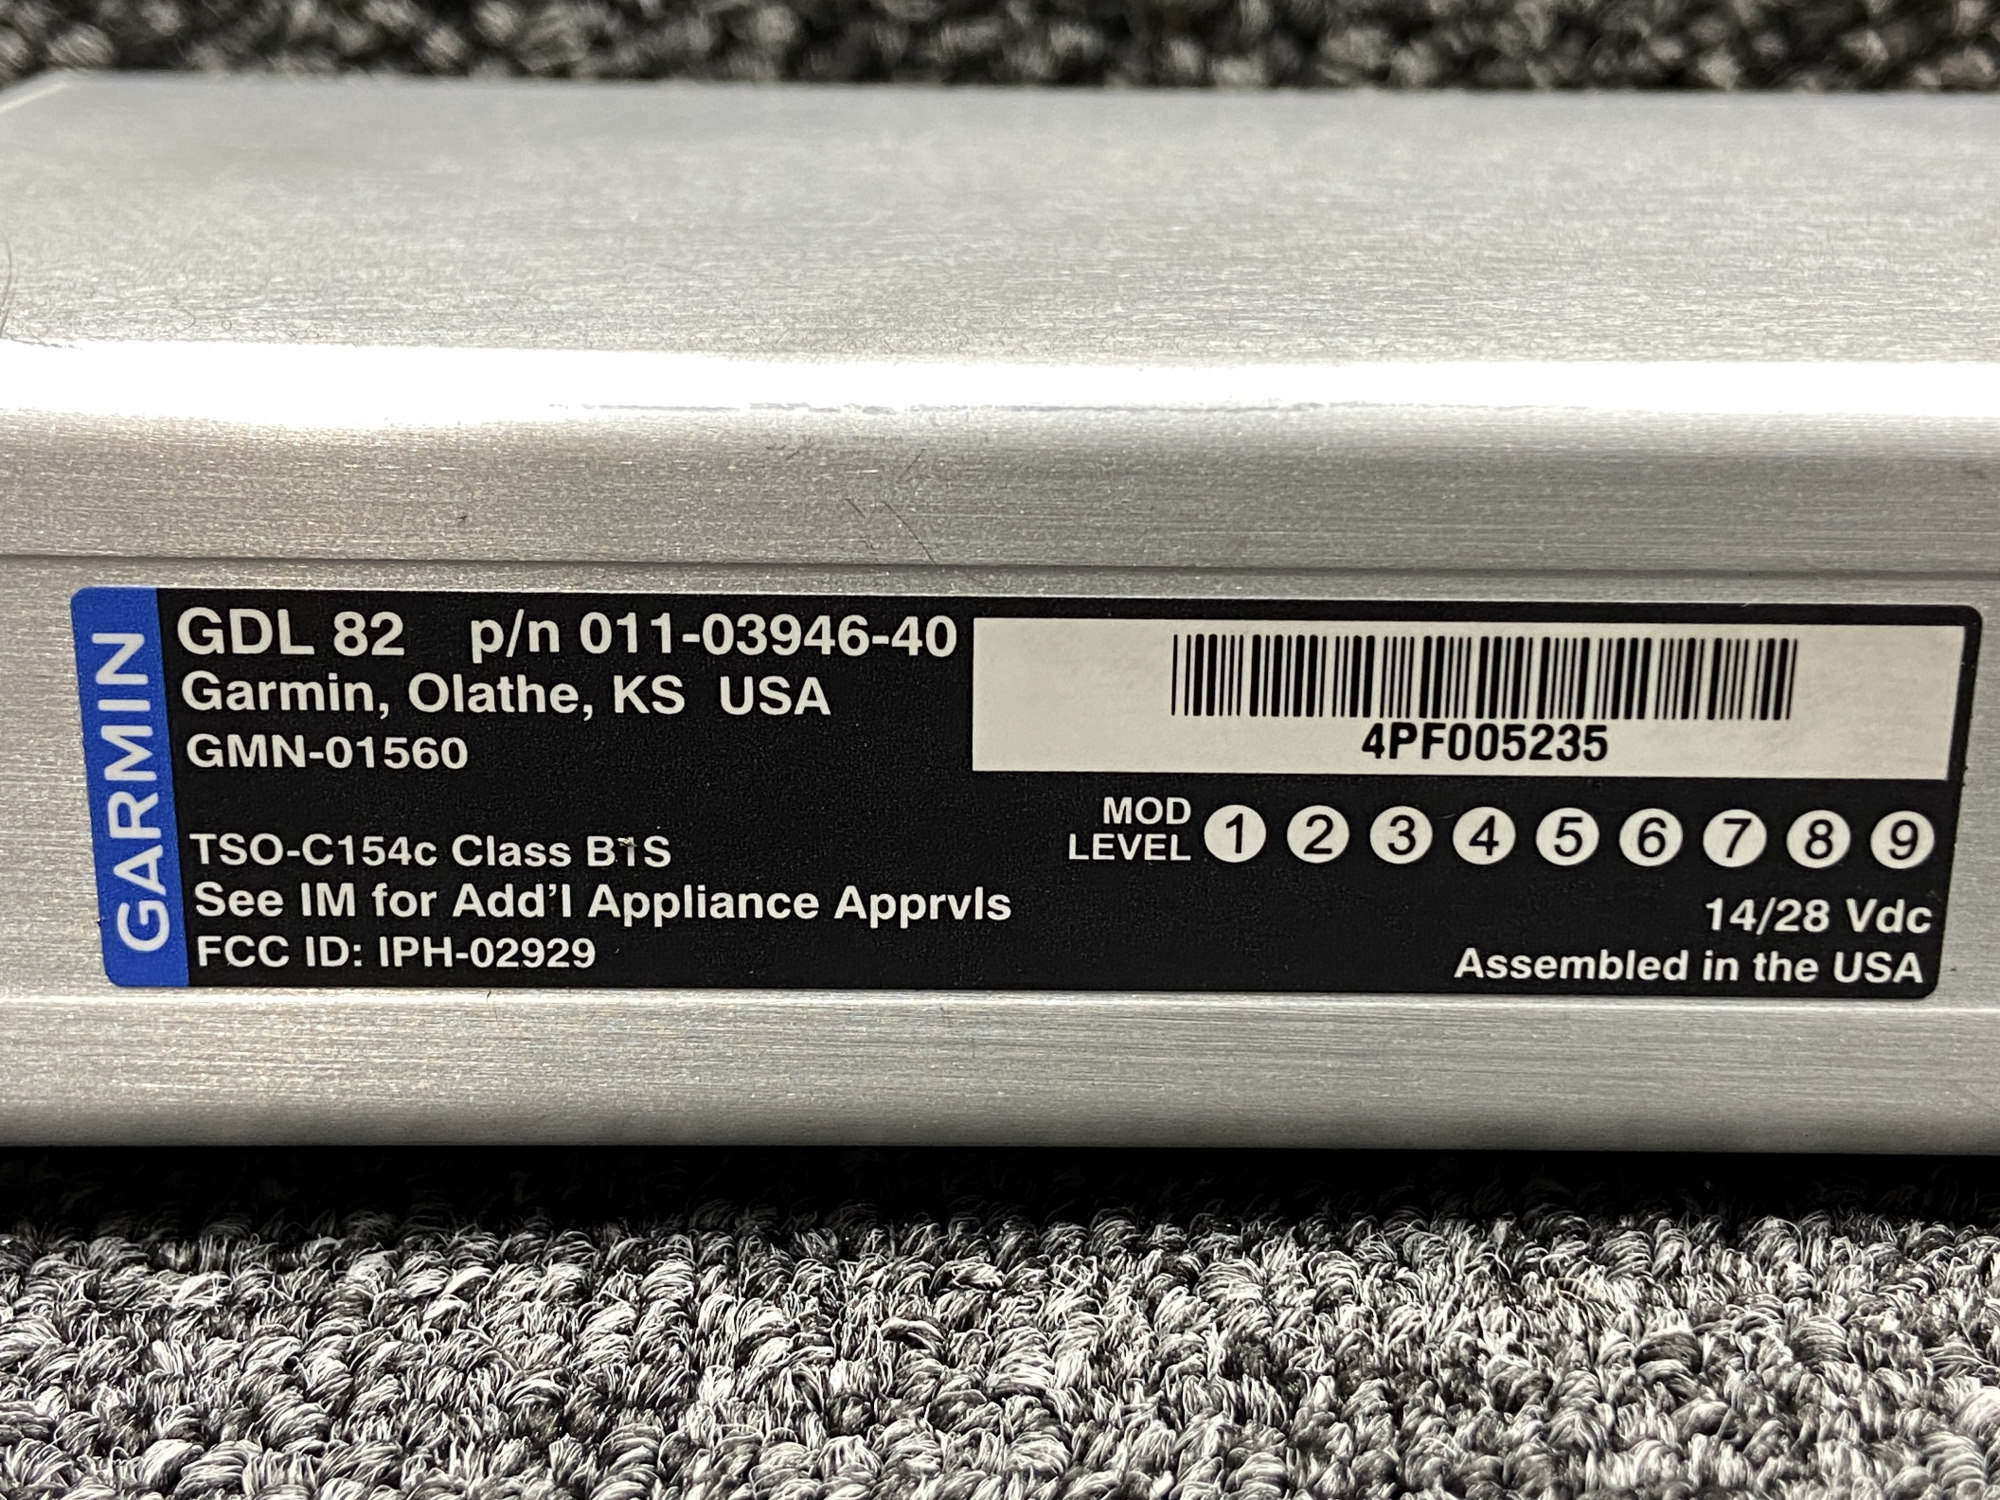 GARMIN
GDL 82 p/n 011-03946-40
Garmin, Olathe, KS USA
GMN-01560
4PF005235
MOD LEVEL 1 2 3 4 5 6 7 8 9
TSO-C154c Class B1S
See IM for Add'l Appliance Apprvls
FCC ID: IPH-02929
14/28 Vdc
Assembled in the USA